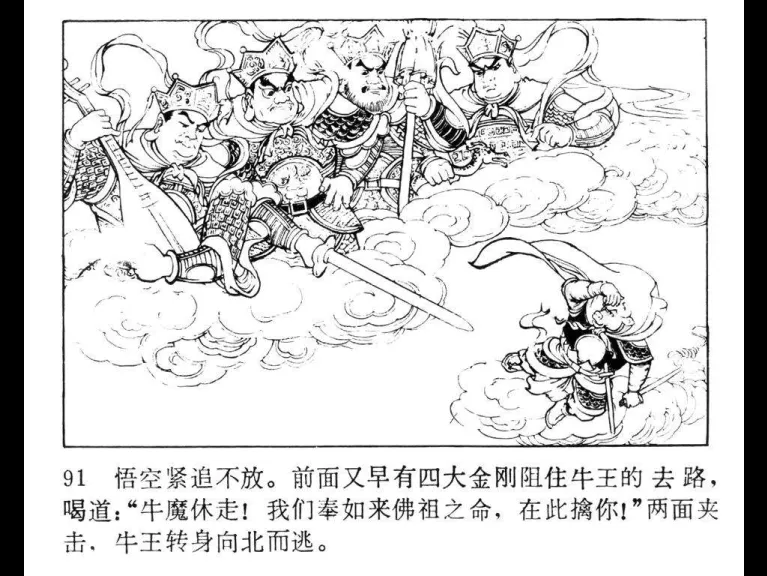 91 悟空紧追不放。前面又早有四大金刚阻住牛王的去路，
喝道：“牛魔休走！我们奉如来佛祖之命，在此擒你！”两面夹
击，牛王转身向北而逃。